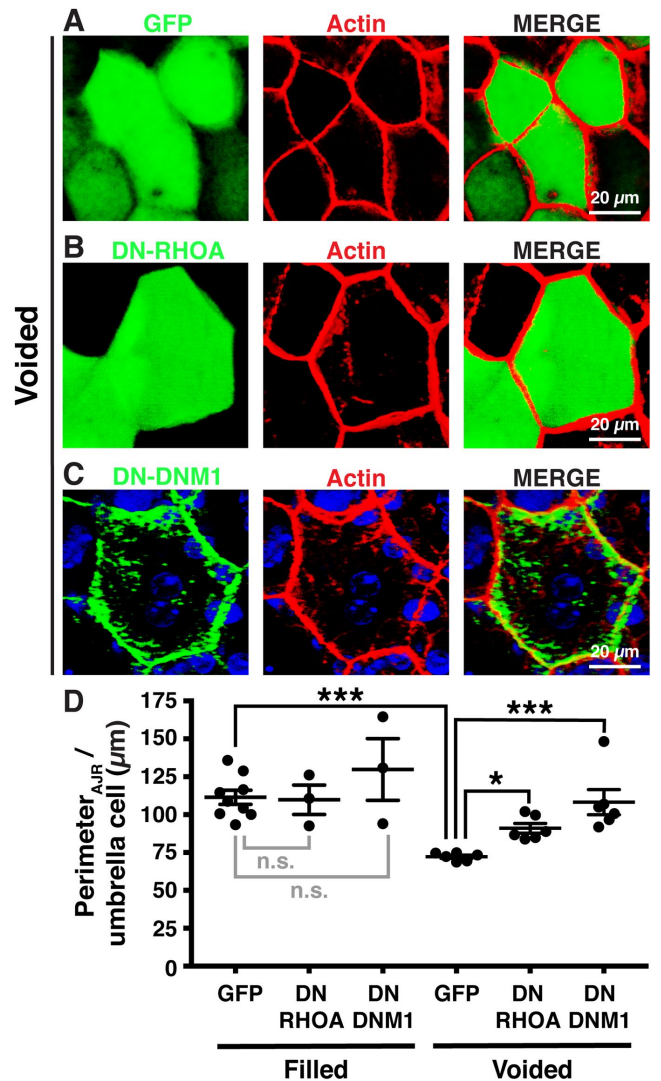 A GFP Actin MERGE
20 µm
B DN-RHOA Actin MERGE
20 µm
C DN-DNM1 Actin MERGE
20 µm
Voided
D
Perimeter AJR /
umbrella cell (µm)
175
150
125
100
75
50
25
0
***
***
*
n.s.
n.s.
GFP DN RHOA DN DNM1 GFP DN RHOA DN DNM1
Filled Voided